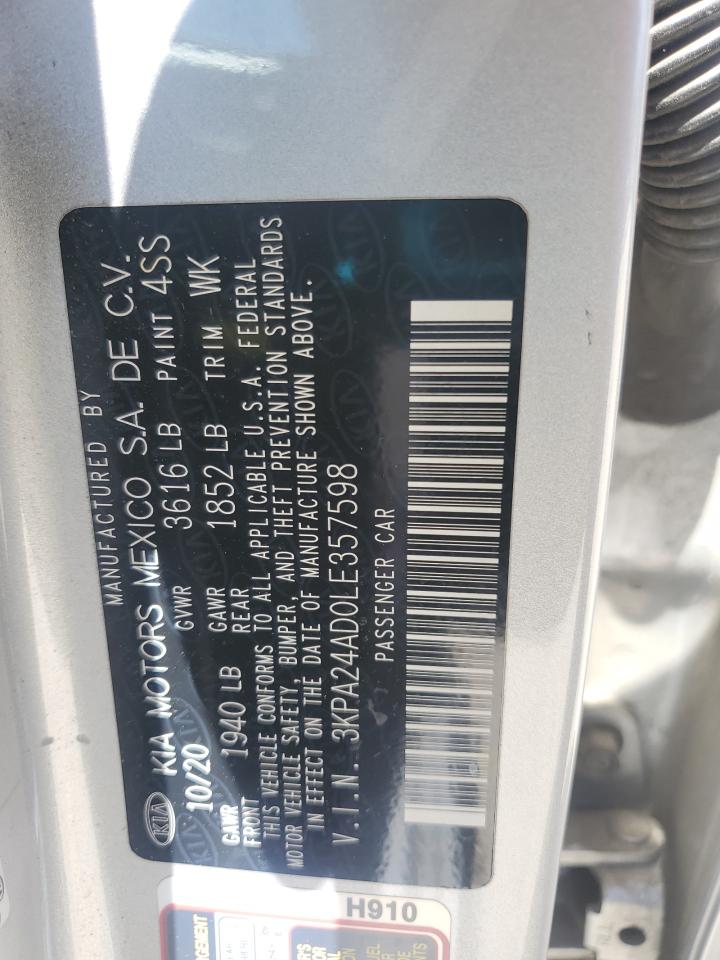 MANUFACTURED BY
KIA KIA MOTORS MEXICO S.A. DE C.V.
10/20 GVWR 3616 LB PAINT 4SS
GAWR FRONT 1940 LB GAWR REAR 1852 LB TRIM WK
THIS VEHICLE CONFORMS TO ALL APPLICABLE U.S.A. FEDERAL
MOTOR VEHICLE SAFETY, BUMPER, AND THEFT PREVENTION STANDARDS
IN EFFECT ON THE DATE OF MANUFACTURE SHOWN ABOVE.
V.I.N. 3KPA24AD0LE357598
PASSENGER CAR
H910